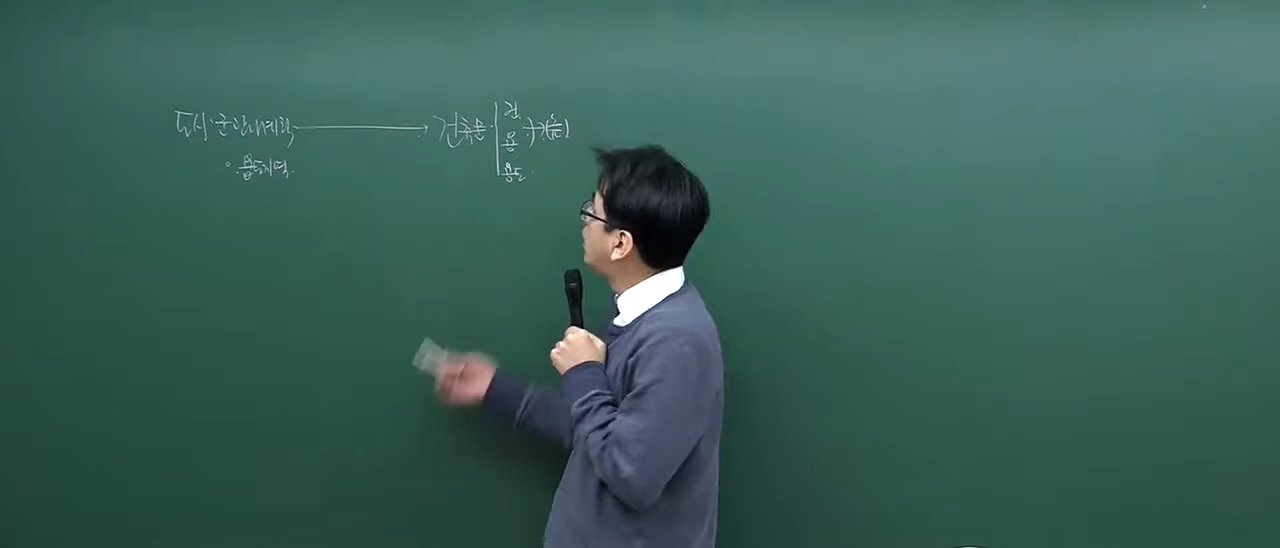 도시·군관리계획 → 건축물 건
용
용도
· 용도지역.